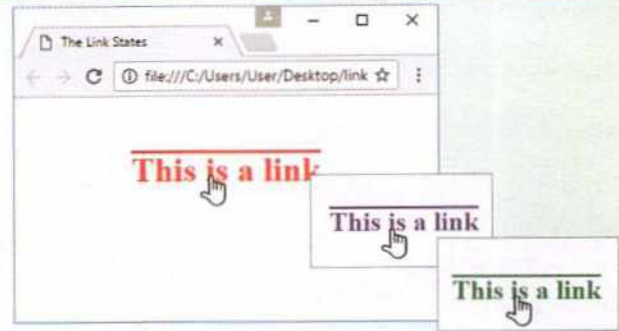 The Link States
file:///C:/Users/User/Desktop/link
This is a link
This is a link
This is a link